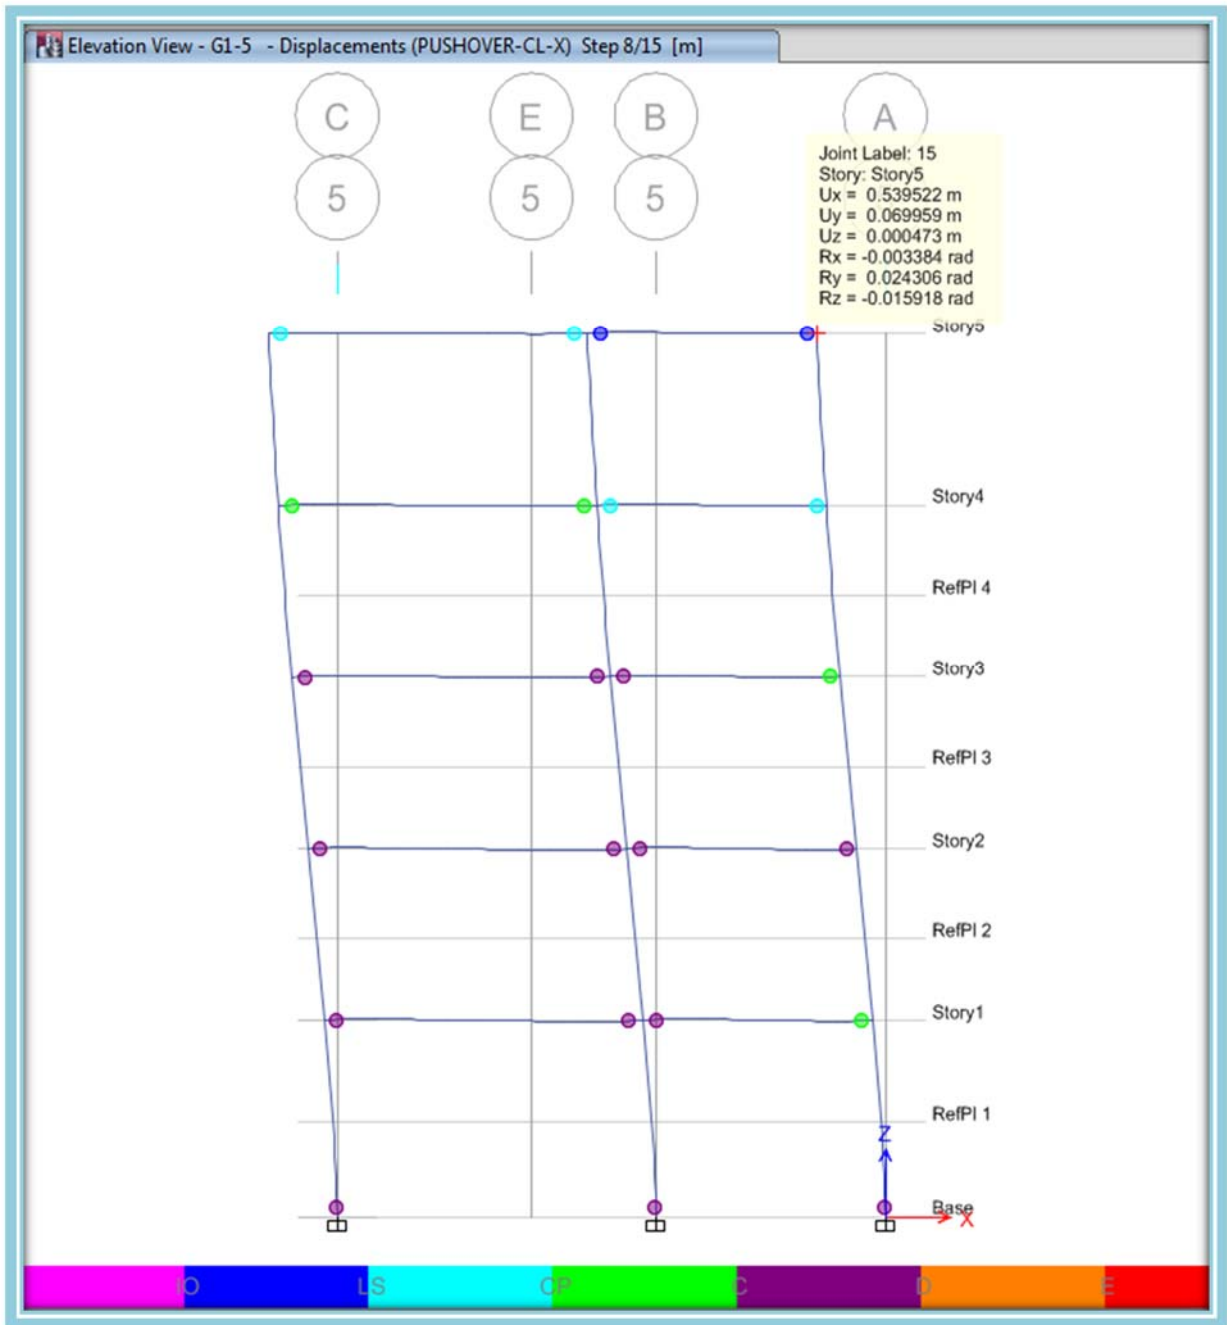 Elevation View - G1-5 - Displacements (PUSHOVER-CL-X) Step 8/15 [m]
C
E
B
A
5
5
5
Joint Label: 15
Story: Story5
Ux = 0.539522 m
Uy = 0.069959 m
Uz = 0.000473 m
Rx = -0.003384 rad
Ry = 0.024306 rad
Rz = -0.015918 rad
Story5
Story4
RefPl 4
Story3
RefPl 3
Story2
RefPl 2
Story1
RefPl 1
Z
Base
X
IO
LS
CP
C
D
E